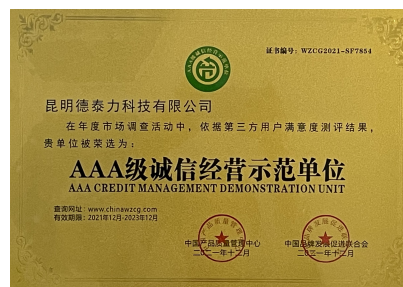 证书编号：WZCG2021-SF7854
昆明德泰力科技有限公司
在年度市场调查活动中，依据第三方用户满意度测评结果，
贵单位被荣选为：
AAA级诚信经营示范单位
AAA CREDIT MANAGEMENT DEMONSTRATION UNIT
查询网址：www.chinawzcg.com
有效期限：2021年12月-2023年12月
中国产品质量管理中心
二〇二一年十二月
中国品牌发展促进联合会
二〇二一年十二月